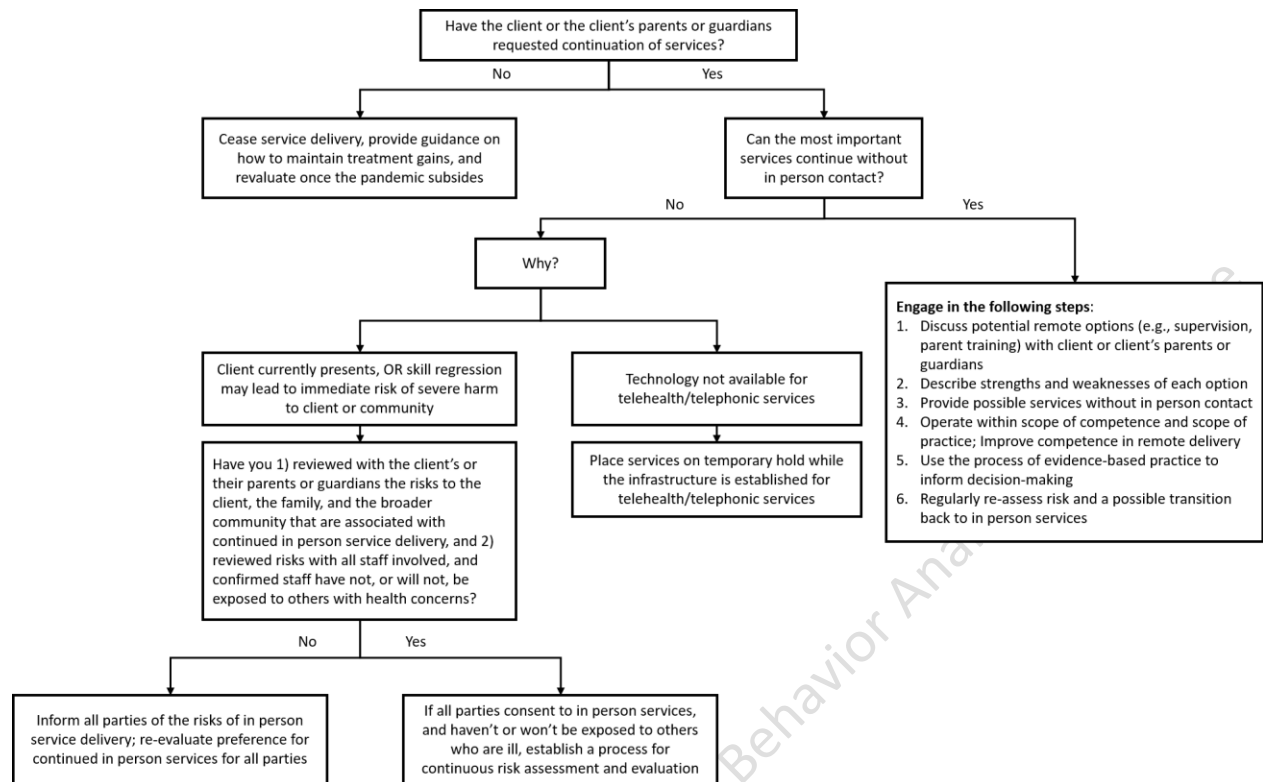 Have the client or the client's parents or guardians
requested continuation of services?
No
Yes
Cease service delivery, provide guidance on
how to maintain treatment gains, and
revaluate once the pandemic subsides
Can the most important
services continue without
in person contact?
No
Yes
Why?
Engage in the following steps:
1. Discuss potential remote options (e.g., supervision,
parent training) with client or client's parents or
guardians
2. Describe strengths and weaknesses of each option
3. Provide possible services without in person contact
4. Operate within scope of competence and scope of
practice; Improve competence in remote delivery
5. Use the process of evidence-based practice to
inform decision-making
6. Regularly re-assess risk and a possible transition
back to in person services
Client currently presents, OR skill regression
may lead to immediate risk of severe harm
to client or community
Technology not available for
telehealth/telephonic services
Have you 1) reviewed with the client's or
their parents or guardians the risks to the
client, the family, and the broader
community that are associated with
continued in person service delivery, and 2)
reviewed risks with all staff involved, and
confirmed staff have not, or will not, be
exposed to others with health concerns?
Place services on temporary hold while
the infrastructure is established for
telehealth/telephonic services
No
Yes
Inform all parties of the risks of in person
service delivery; re-evaluate preference for
continued in person services for all parties
If all parties consent to in person services,
and haven't or won't be exposed to others
who are ill, establish a process for
continuous risk assessment and evaluation
Behavior